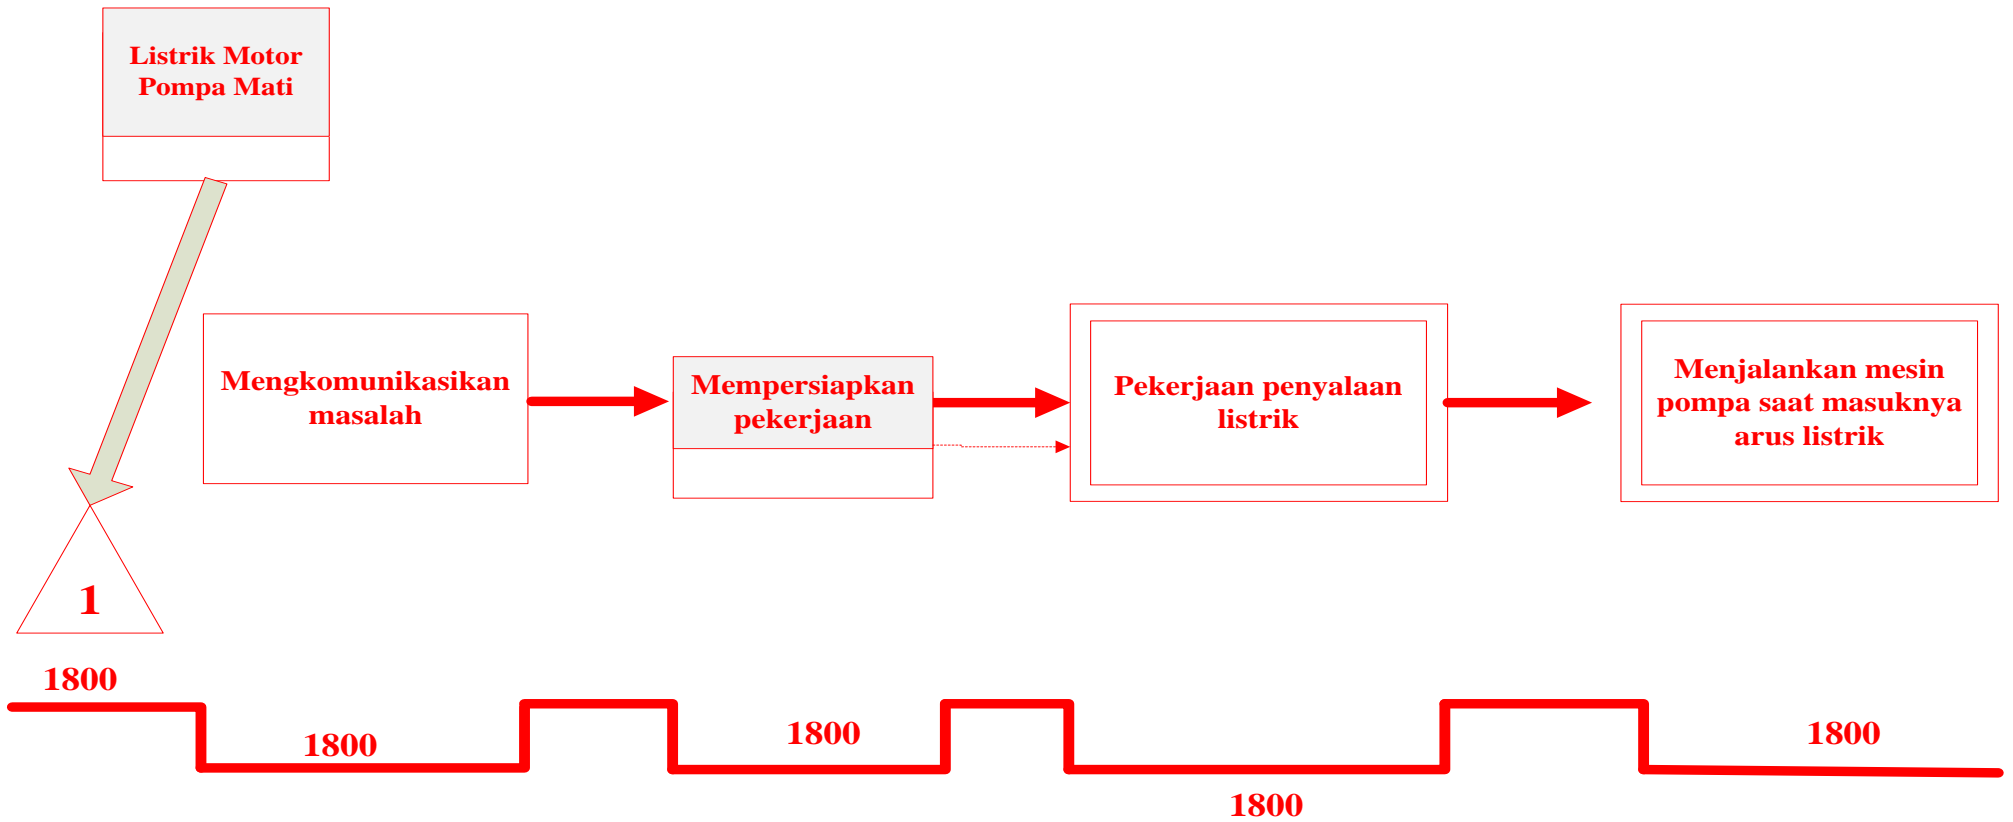 Listrik Motor
Pompa Mati
Mengkomunikasikan
masalah
Mempersiapkan
pekerjaan
Pekerjaan penyalaan
listrik
Menjalankan mesin
pompa saat masuknya
arus listrik
1
1800
1800
1800
1800
1800